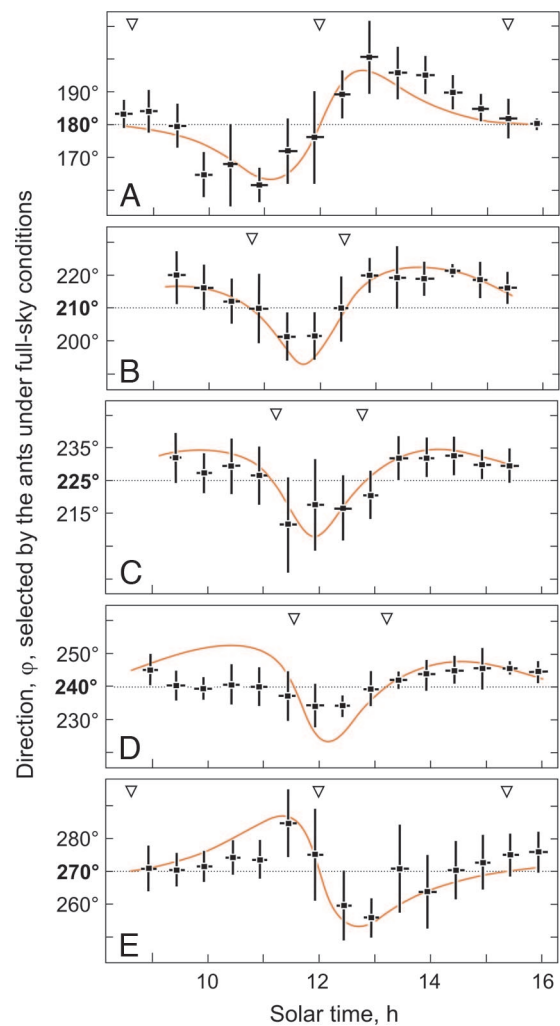 Direction, φ, selected by the ants under full-sky conditions
190°
180°
170°
A
220°
210°
200°
B
235°
225°
215°
C
250°
240°
230°
D
280°
270°
260°
E
10 12 14 16
Solar time, h